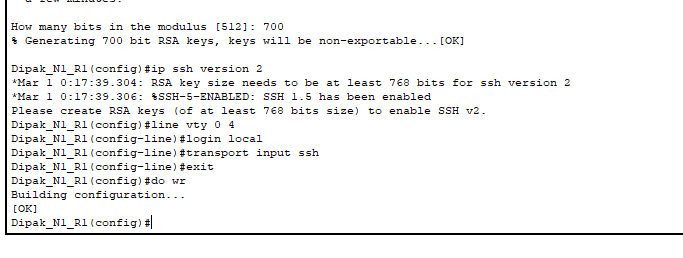 a few minutes.
How many bits in the modulus [512]: 700
% Generating 700 bit RSA keys, keys will be non-exportable...[OK]
Dipak_N1_R1(config)#ip ssh version 2
*Mar 1 0:17:39.304: RSA key size needs to be at least 768 bits for ssh version 2
*Mar 1 0:17:39.306: %SSH-5-ENABLED: SSH 1.5 has been enabled
Please create RSA keys (of at least 768 bits size) to enable SSH v2.
Dipak_N1_R1(config)#line vty 0 4
Dipak_N1_R1(config-line)#login local
Dipak_N1_R1(config-line)#transport input ssh
Dipak_N1_R1(config-line)#exit
Dipak_N1_R1(config)#do wr
Building configuration...
[OK]
Dipak_N1_R1(config)#